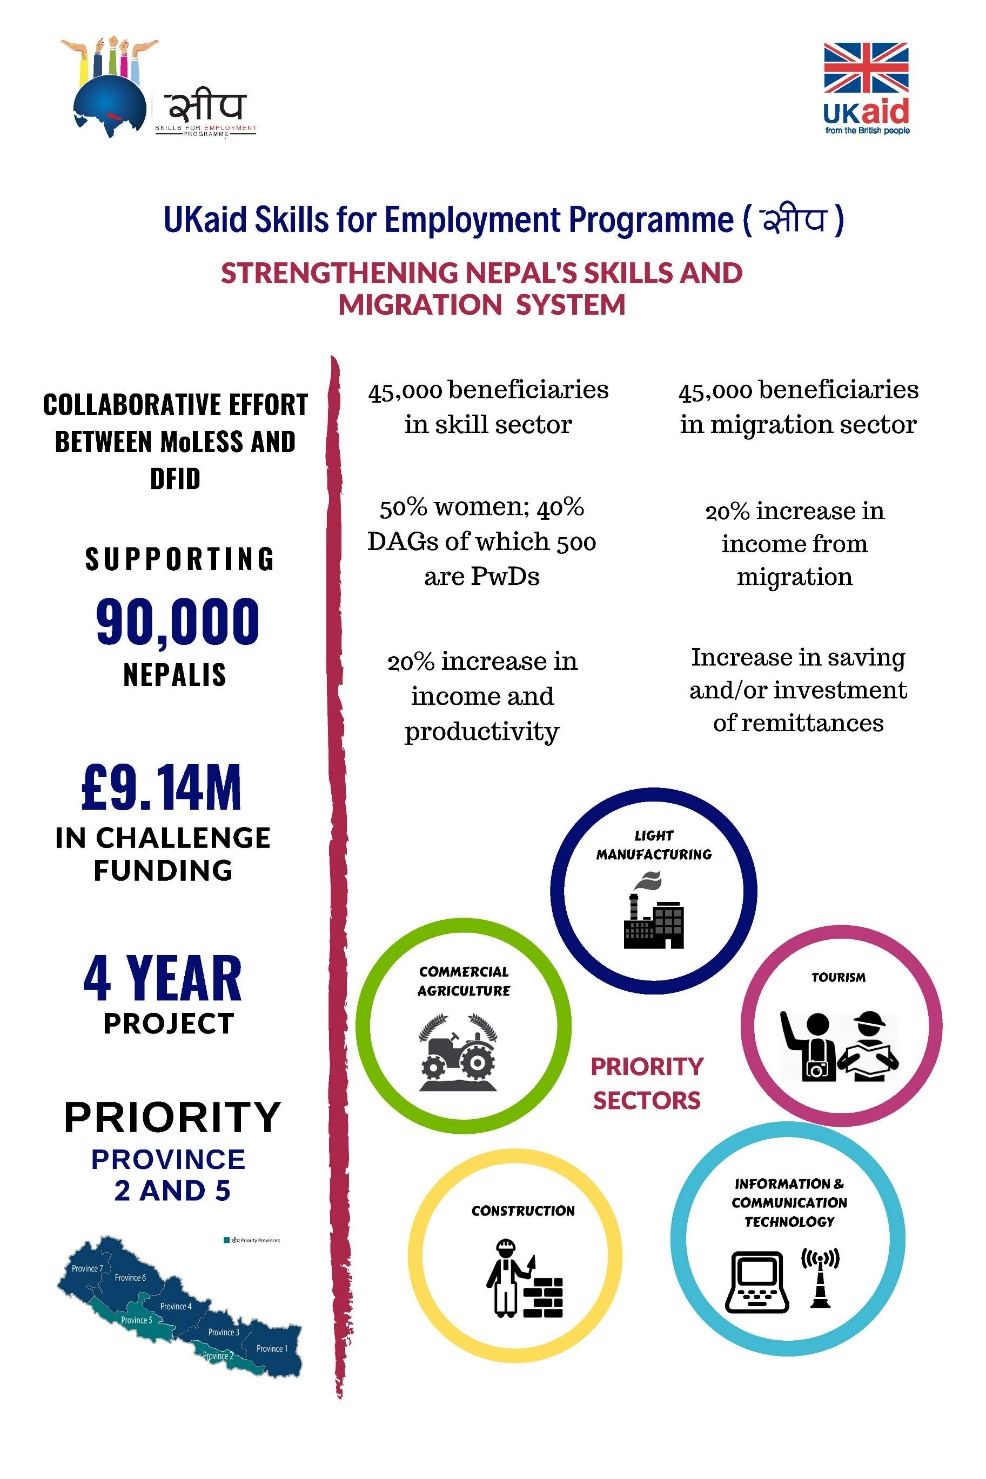 सीप
SKILLS FOR EMPLOYMENT
PROGRAMME
UKaid
from the British people
UKaid Skills for Employment Programme ( सीप )
STRENGTHENING NEPAL'S SKILLS AND
MIGRATION SYSTEM
COLLABORATIVE EFFORT
BETWEEN MoLESS AND
DFID
SUPPORTING
90,000
NEPALIS
£9.14M
IN CHALLENGE
FUNDING
4 YEAR
PROJECT
PRIORITY
PROVINCE
2 AND 5
सीप Priority Provinces
Province 7
Province 6
Province 5
Province 4
Province 3
Province 2
Province 1
45,000 beneficiaries
in skill sector
50% women; 40%
DAGs of which 500
are PwDs
20% increase in
income and
productivity
45,000 beneficiaries
in migration sector
20% increase in
income from
migration
Increase in saving
and/or investment
of remittances
LIGHT
MANUFACTURING
COMMERCIAL
AGRICULTURE
TOURISM
PRIORITY
SECTORS
CONSTRUCTION
INFORMATION &
COMMUNICATION
TECHNOLOGY